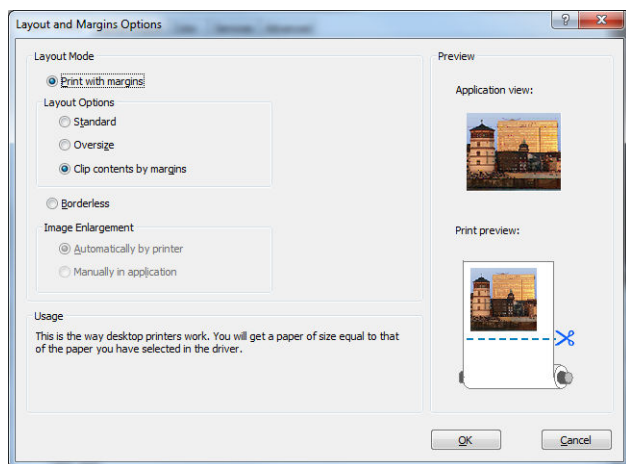 Layout and Margins Options
Layout Mode
Print with margins
Layout Options
Standard
Oversize
Clip contents by margins
Borderless
Image Enlargement
Automatically by printer
Manually in application
Usage
This is the way desktop printers work. You will get a paper of size equal to that
of the paper you have selected in the driver.
Preview
Application view:
Print preview:
OK
Cancel